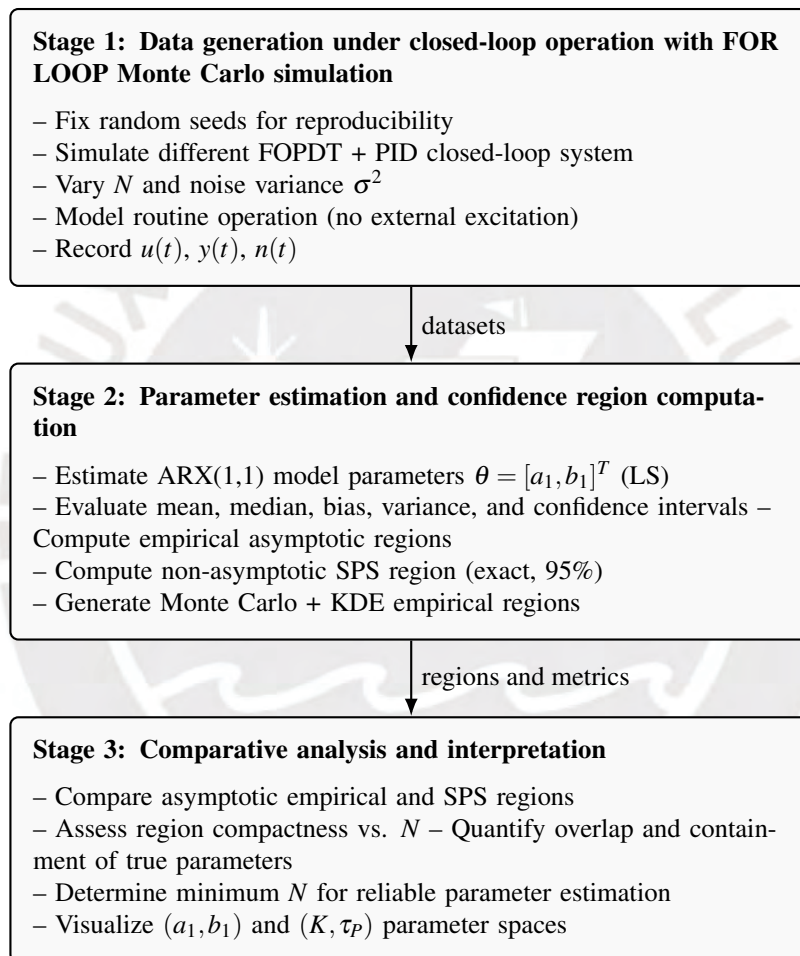 Stage 1: Data generation under closed-loop operation with FOR
LOOP Monte Carlo simulation
– Fix random seeds for reproducibility
– Simulate different FOPDT + PID closed-loop system
– Vary N and noise variance σ²
– Model routine operation (no external excitation)
– Record u(t), y(t), n(t)
datasets
Stage 2: Parameter estimation and confidence region computa-
tion
– Estimate ARX(1,1) model parameters θ = [a₁,b₁]ᵀ (LS)
– Evaluate mean, median, bias, variance, and confidence intervals –
Compute empirical asymptotic regions
– Compute non-asymptotic SPS region (exact, 95%)
– Generate Monte Carlo + KDE empirical regions
regions and metrics
Stage 3: Comparative analysis and interpretation
– Compare asymptotic empirical and SPS regions
– Assess region compactness vs. N – Quantify overlap and contain-
ment of true parameters
– Determine minimum N for reliable parameter estimation
– Visualize (a₁,b₁) and (K,τ_P) parameter spaces